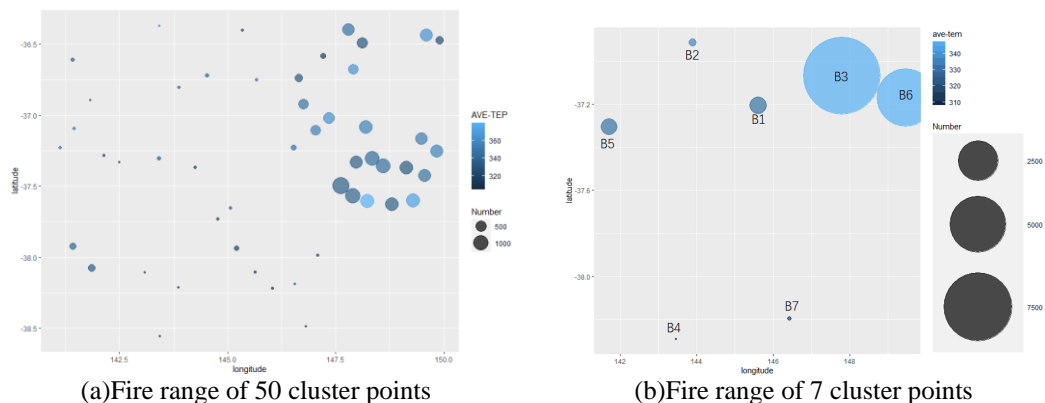 -36.5
-37.0
-37.5
-38.0
-38.5
latitude
142.5 145.0 147.5 150.0
longitude
AVE-TEP
360
340
320
Number
500
1000
(a)Fire range of 50 cluster points
-37.2
-37.6
-38.0
latitude
B2
B3
B6
B1
B5
B7
B4
142 144 146 148
longitude
ave-tem
340
330
320
310
Number
2500
5000
7500
(b)Fire range of 7 cluster points